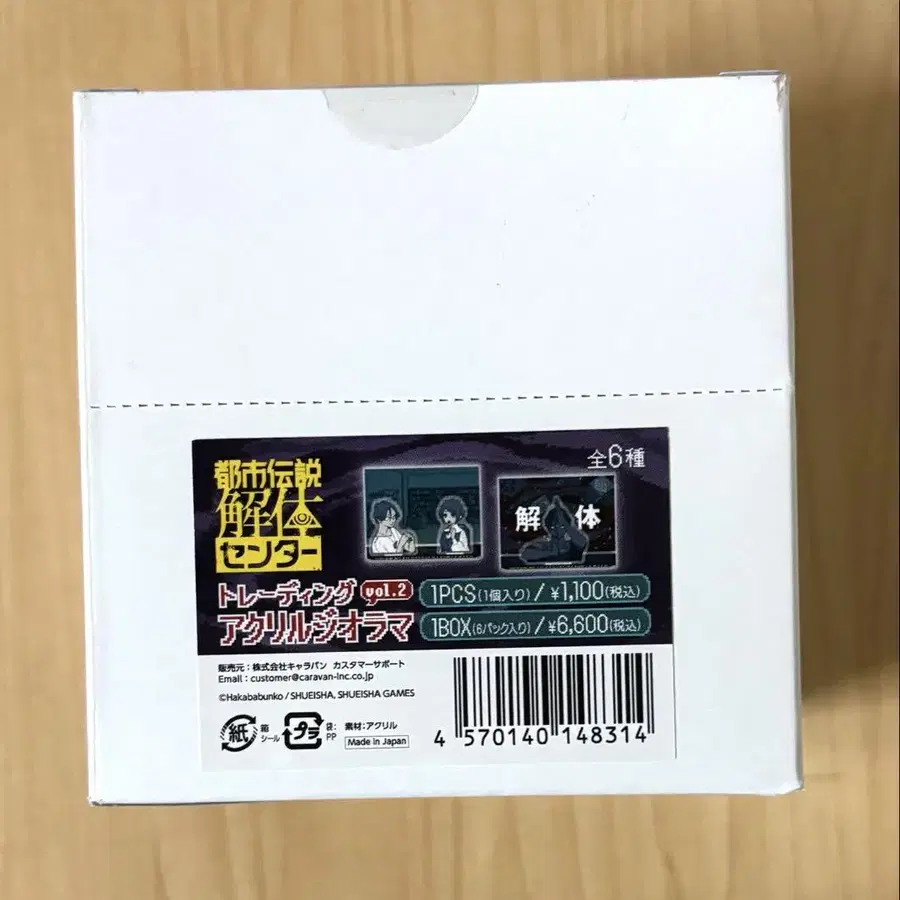 全6種
都市伝説
解体
センター
解 体
トレーディング vol.2
アクリルジオラマ
1PCS(1個入り)/¥1,100(税込)
1BOX(6パック入り)/¥6,600(税込)
販売元:株式会社キャラバン カスタマーサポート
Email:customer@caravan-inc.co.jp
©Hakababunko / SHUEISHA, SHUEISHA GAMES
紙 箱 シール プラ 袋: PP 素材:アクリル
Made in Japan
4 570140 148314